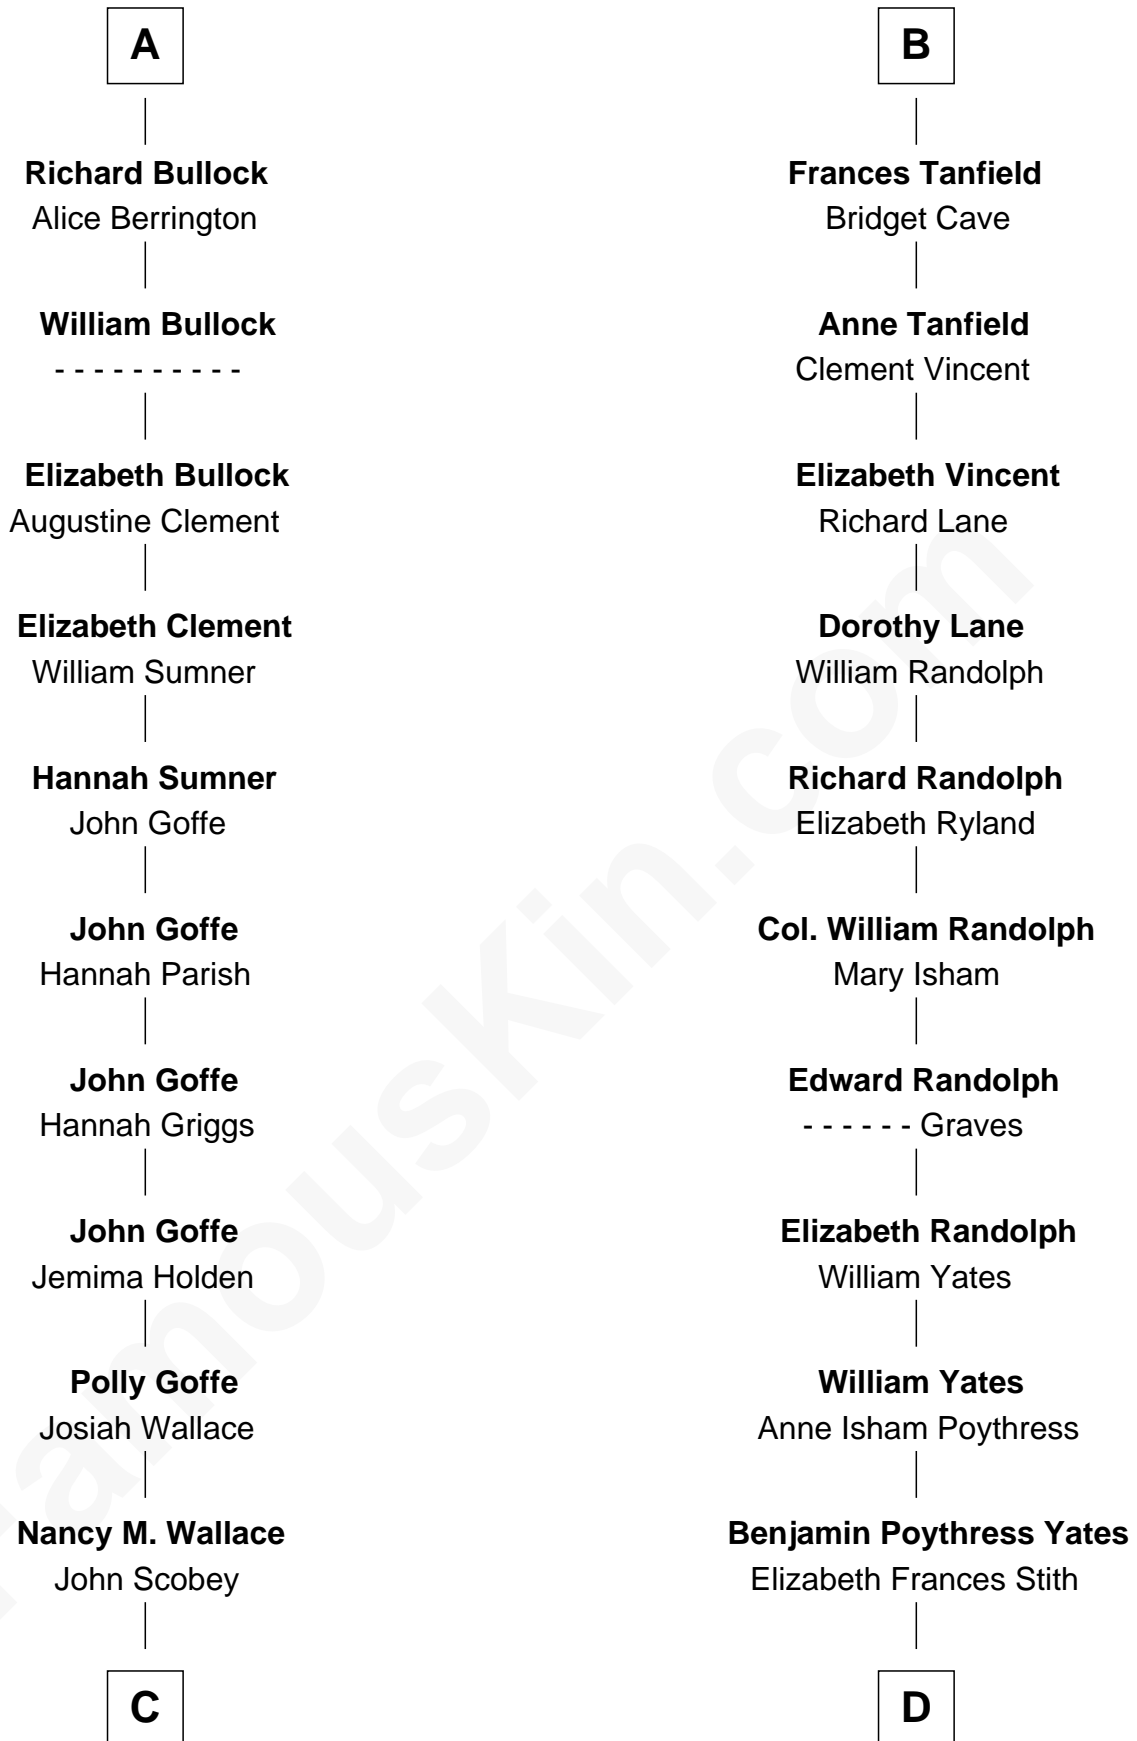 A
Richard Bullock
Alice Berrington
William Bullock
- - - - - - - - - -
Elizabeth Bullock
Augustine Clement
Elizabeth Clement
William Sumner
Hannah Sumner
John Goffe
John Goffe
Hannah Parish
John Goffe
Hannah Griggs
John Goffe
Jemima Holden
Polly Goffe
Josiah Wallace
Nancy M. Wallace
John Scobey
C
B
Frances Tanfield
Bridget Cave
Anne Tanfield
Clement Vincent
Elizabeth Vincent
Richard Lane
Dorothy Lane
William Randolph
Richard Randolph
Elizabeth Ryland
Col. William Randolph
Mary Isham
Edward Randolph
- - - - - - Graves
Elizabeth Randolph
William Yates
William Yates
Anne Isham Poythress
Benjamin Poythress Yates
Elizabeth Frances Stith
D
FamousKin.com